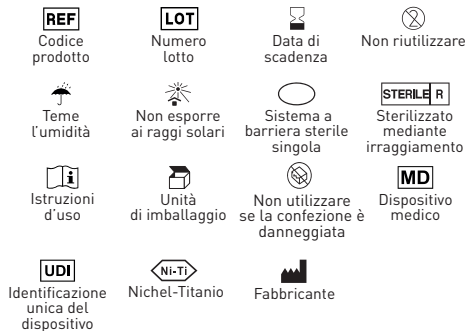 REF
Codice
prodotto
LOT
Numero
lotto
Data di
scadenza
2
Non riutilizzare
Teme
l'umidità
Non esporre
ai raggi solari
Sistema a
barriera sterile
singola
STERILE R
Sterilizzato
mediante
irraggiamento
i
Istruzioni
d'uso
Unità
di imballaggio
Non utilizzare
se la confezione è
danneggiata
MD
Dispositivo
medico
UDI
Identificazione
unica del
dispositivo
Ni-Ti
Nichel-Titanio
Fabbricante